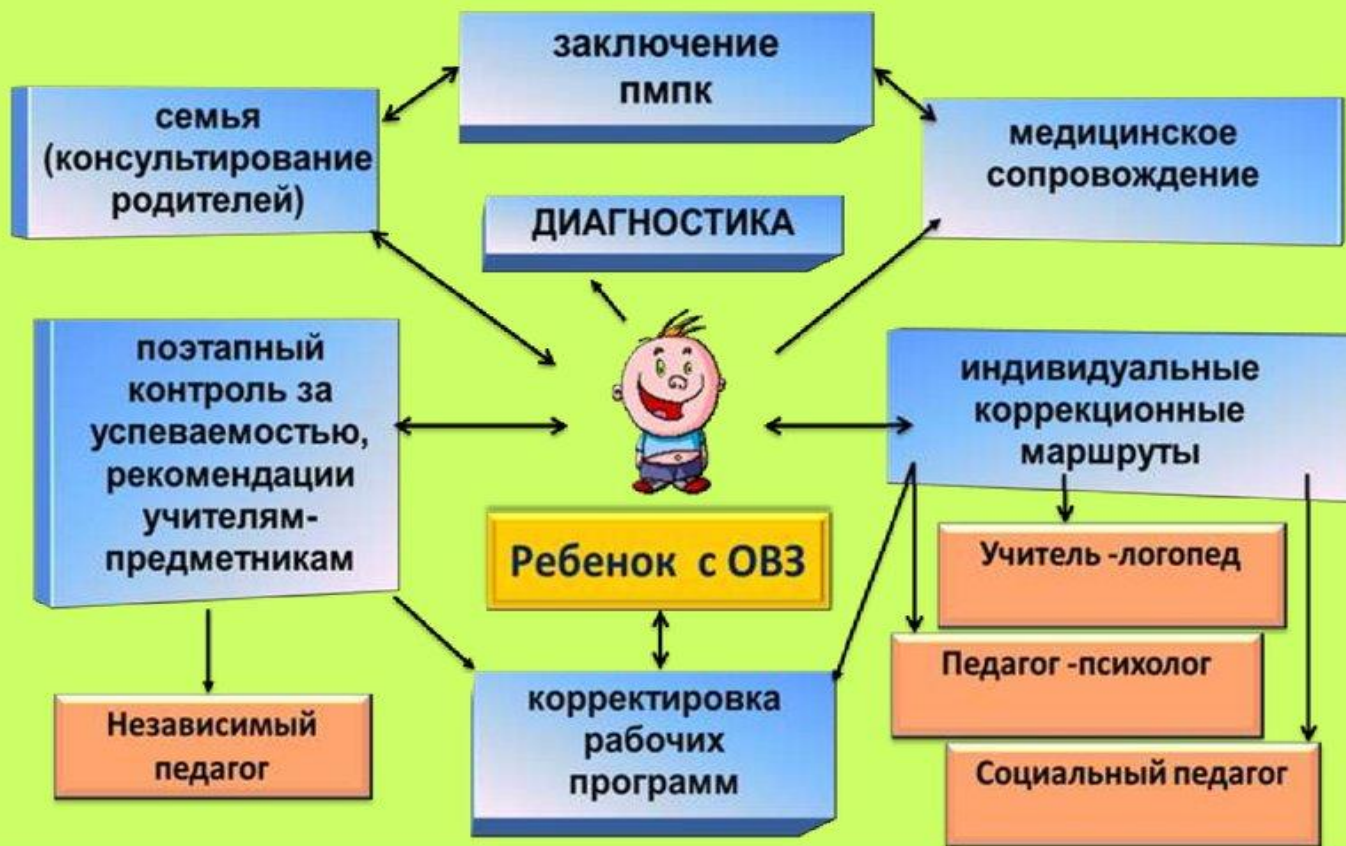 заключение
пмпк
семья
(консультирование
родителей)
медицинское
сопровождение
ДИАГНОСТИКА
поэтапный
контроль за
успеваемостью,
рекомендации
учителям-
предметникам
индивидуальные
коррекционные
маршруты
Ребенок с ОВЗ
Учитель -логопед
Педагог -психолог
Социальный педагог
Независимый
педагог
корректировка
рабочих
программ